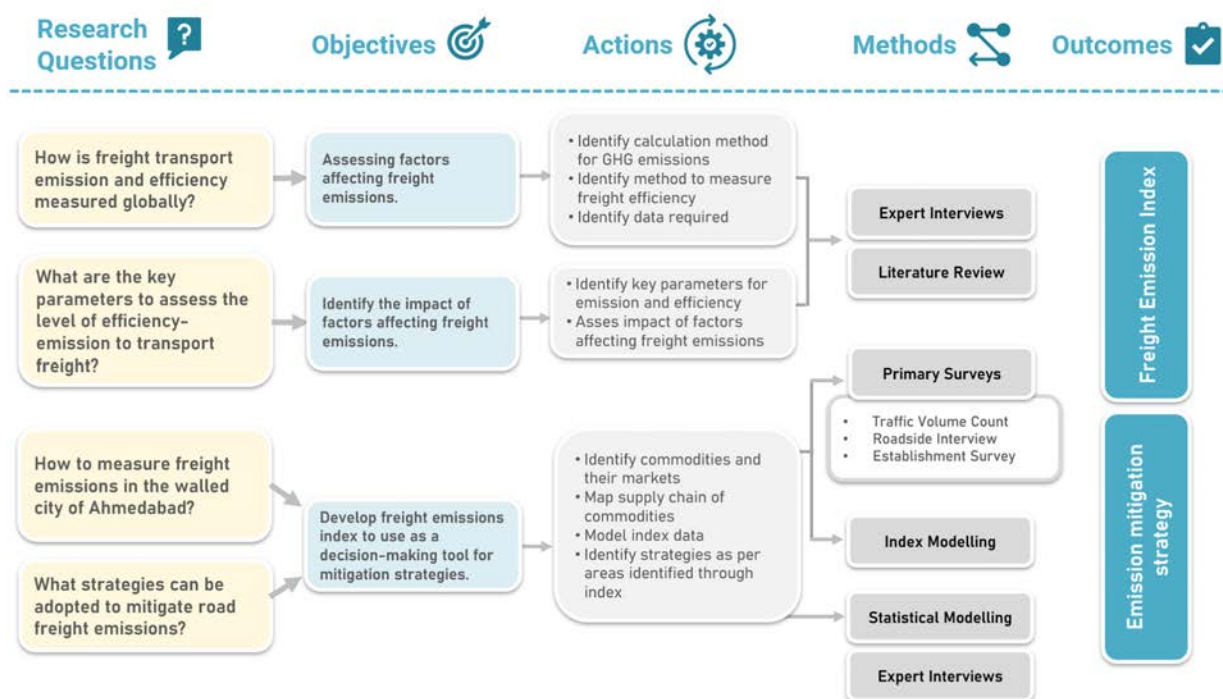 Research
Questions
?
Objectives
Actions
Methods
Outcomes
How is freight transport
emission and efficiency
measured globally?
Assessing factors
affecting freight
emissions.
• Identify calculation method
for GHG emissions
• Identify method to measure
freight efficiency
• Identify data required
What are the key
parameters to assess the
level of efficiency-
emission to transport
freight?
Identify the impact of
factors affecting freight
emissions.
• Identify key parameters for
emission and efficiency
• Asses impact of factors
affecting freight emissions
Expert Interviews
Literature Review
How to measure freight
emissions in the walled
city of Ahmedabad?
What strategies can be
adopted to mitigate road
freight emissions?
Develop freight emissions
index to use as a
decision-making tool for
mitigation strategies.
• Identify commodities and
their markets
• Map supply chain of
commodities
• Model index data
• Identify strategies as per
areas identified through
index
Primary Surveys
• Traffic Volume Count
• Roadside Interview
• Establishment Survey
Index Modelling
Statistical Modelling
Expert Interviews
Freight Emission Index
Emission mitigation
strategy